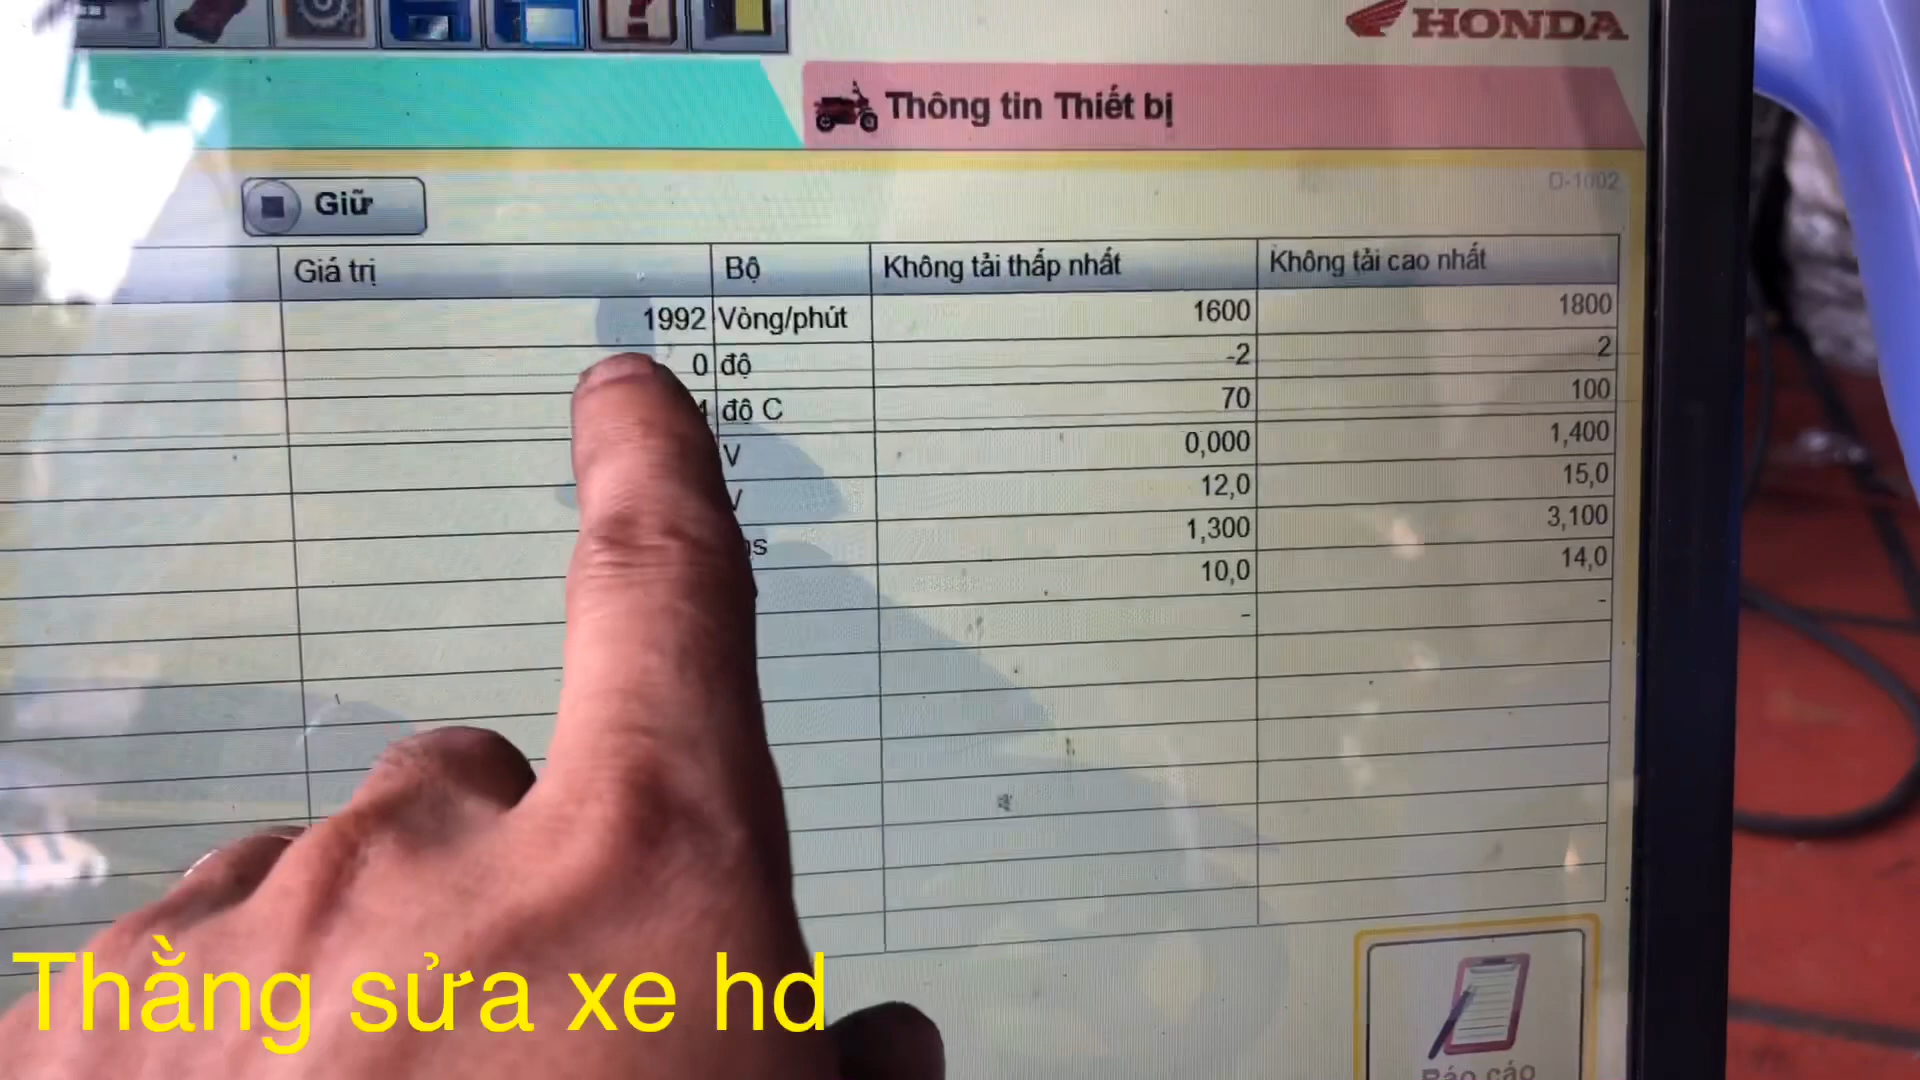 HONDA
Thông tin Thiết bị
D-1002
Giữ
Giá trị Bộ Không tải thấp nhất Không tải cao nhất
1992 Vòng/phút 1600 1800
0 độ -2 2
độ C 70 100
V 0,000 1,400
V 12,0 15,0
1,300 3,100
10,0 14,0
- -
Báo cáo
Thằng sửa xe hd